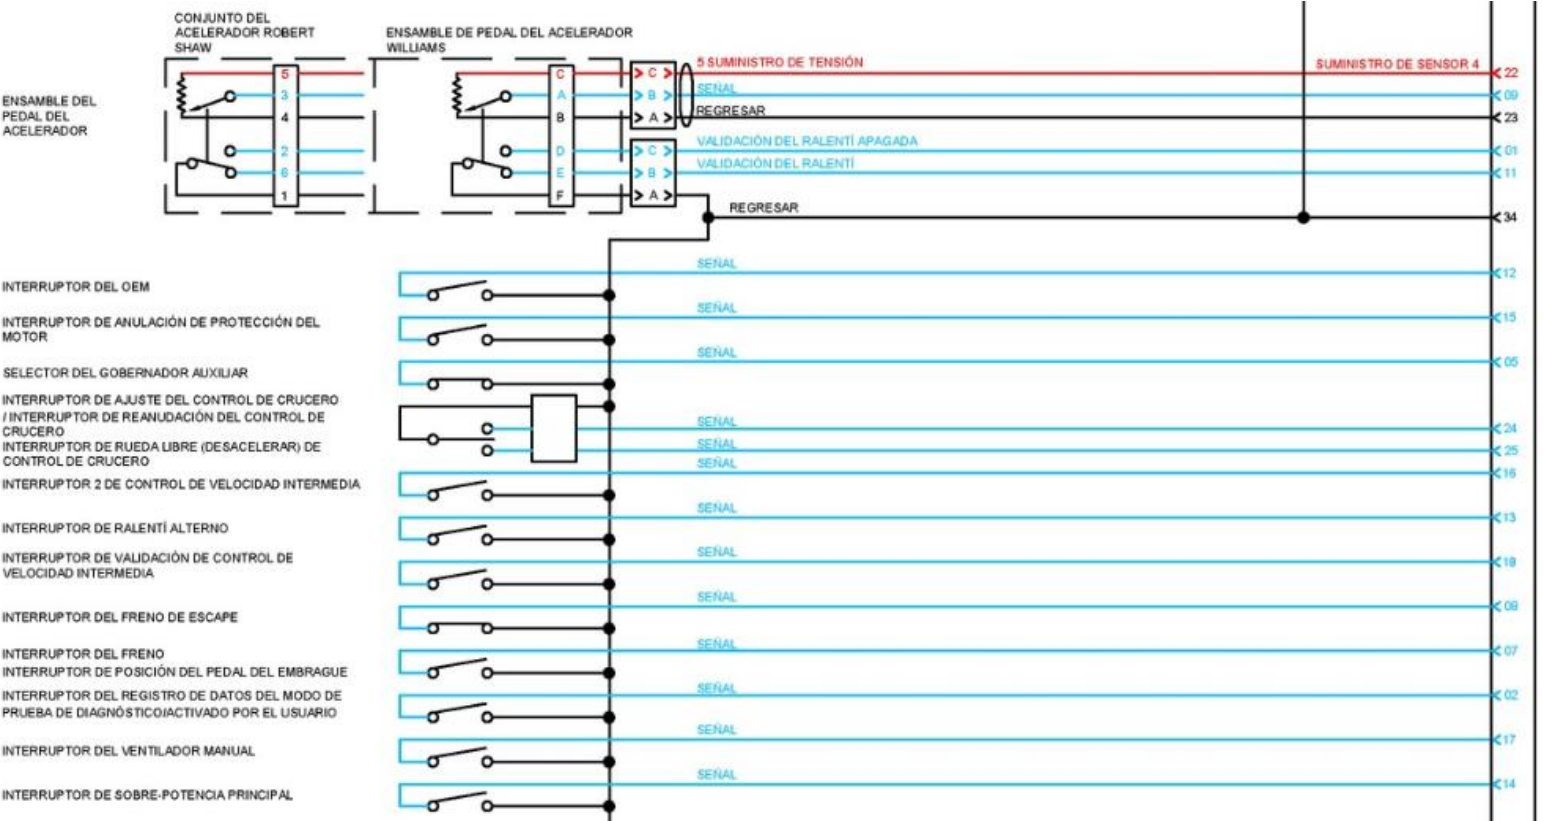 CONJUNTO DEL
ACELERADOR ROBERT
SHAW
ENSAMBLE DE PEDAL DEL ACELERADOR
WILLIAMS
ENSAMBLE DEL
PEDAL DEL
ACELERADOR
5
3
4
2
6
1
C
A
B
D
E
F
C
B
A
C
B
A
5 SUMINISTRO DE TENSIÓN
SUMINISTRO DE SENSOR 4
22
SEÑAL
09
REGRESAR
23
VALIDACIÓN DEL RALENTÍ APAGADA
01
VALIDACIÓN DEL RALENTÍ
11
REGRESAR
34
SEÑAL
12
INTERRUPTOR DEL OEM
SEÑAL
15
INTERRUPTOR DE ANULACIÓN DE PROTECCIÓN DEL
MOTOR
SEÑAL
05
SELECTOR DEL GOBERNADOR AUXILIAR
INTERRUPTOR DE AJUSTE DEL CONTROL DE CRUCERO
/ INTERRUPTOR DE REANUDACIÓN DEL CONTROL DE
CRUCERO
SEÑAL
24
INTERRUPTOR DE RUEDA LIBRE (DESACELERAR) DE
CONTROL DE CRUCERO
SEÑAL
25
SEÑAL
16
INTERRUPTOR 2 DE CONTROL DE VELOCIDAD INTERMEDIA
SEÑAL
13
INTERRUPTOR DE RALENTÍ ALTERNO
SEÑAL
18
INTERRUPTOR DE VALIDACIÓN DE CONTROL DE
VELOCIDAD INTERMEDIA
SEÑAL
08
INTERRUPTOR DEL FRENO DE ESCAPE
SEÑAL
07
INTERRUPTOR DEL FRENO
INTERRUPTOR DE POSICIÓN DEL PEDAL DEL EMBRAGUE
SEÑAL
02
INTERRUPTOR DEL REGISTRO DE DATOS DEL MODO DE
PRUEBA DE DIAGNÓSTICO/ACTIVADO POR EL USUARIO
SEÑAL
17
INTERRUPTOR DEL VENTILADOR MANUAL
SEÑAL
14
INTERRUPTOR DE SOBRE-POTENCIA PRINCIPAL